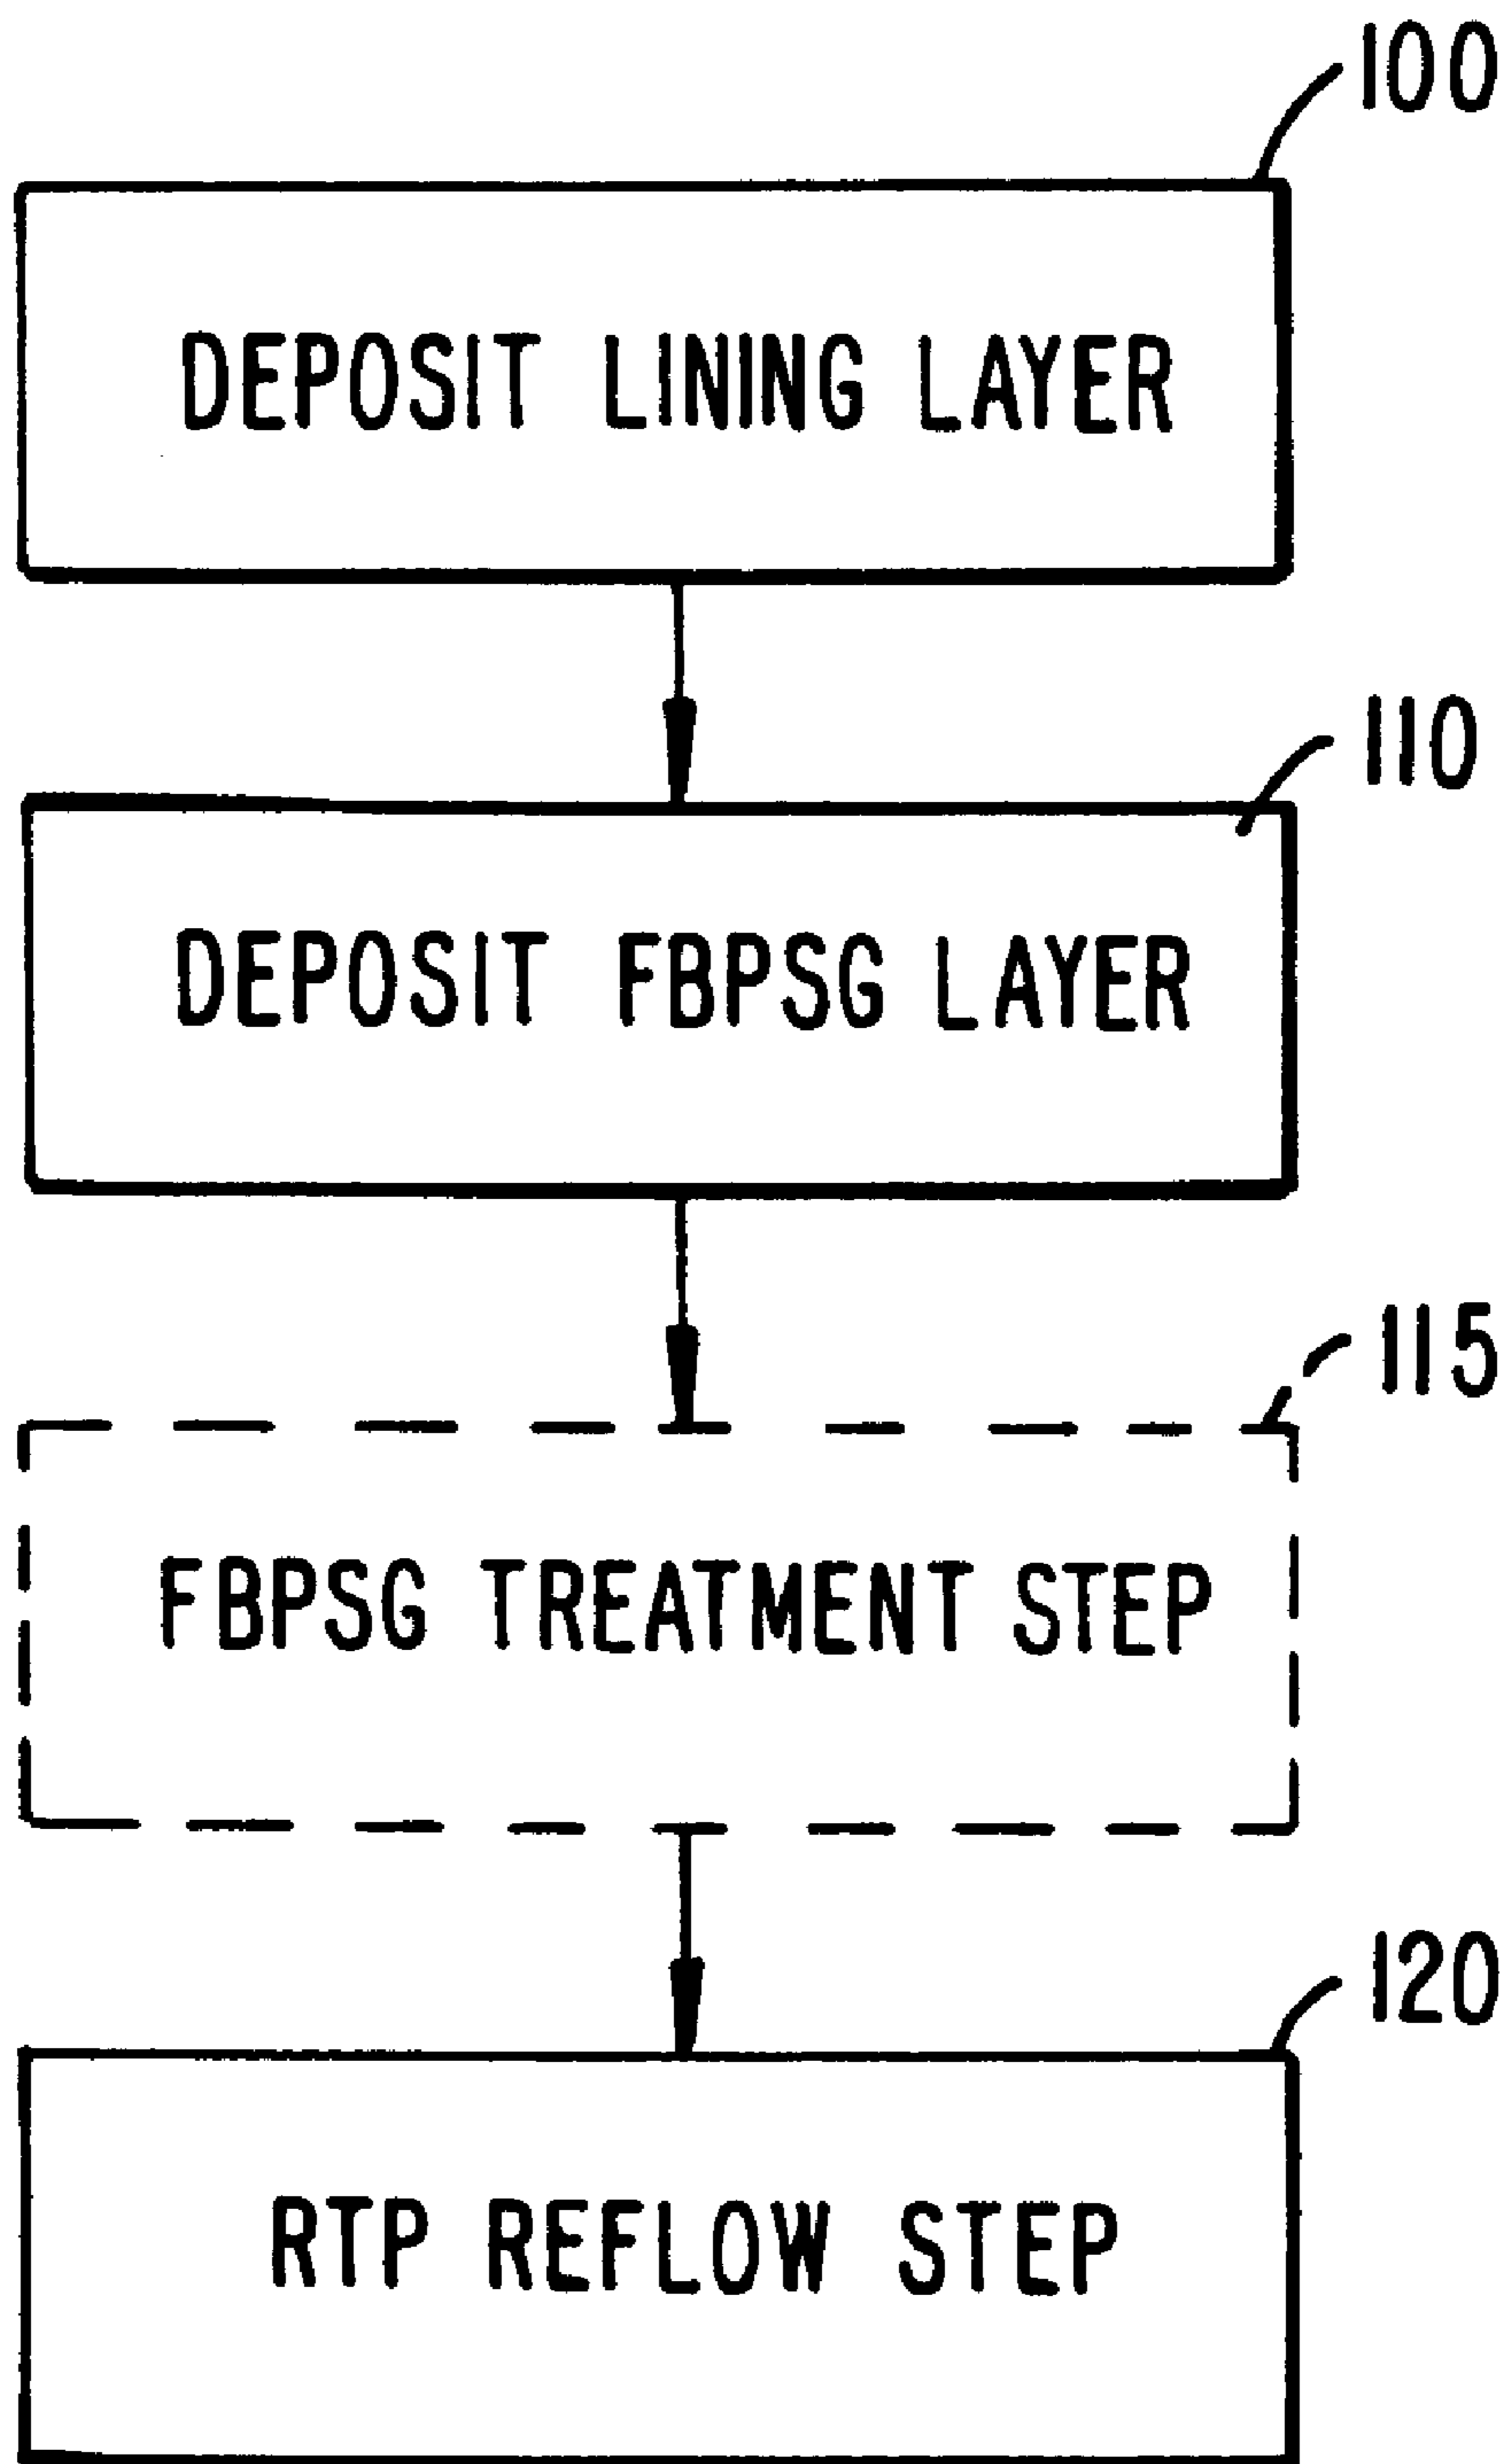 100
DEPOSIT LINING LAYER
110
DEPOSIT FBPSG LAYER
115
FBPSG TREATMENT STEP
120
RTP REFLOW STEP